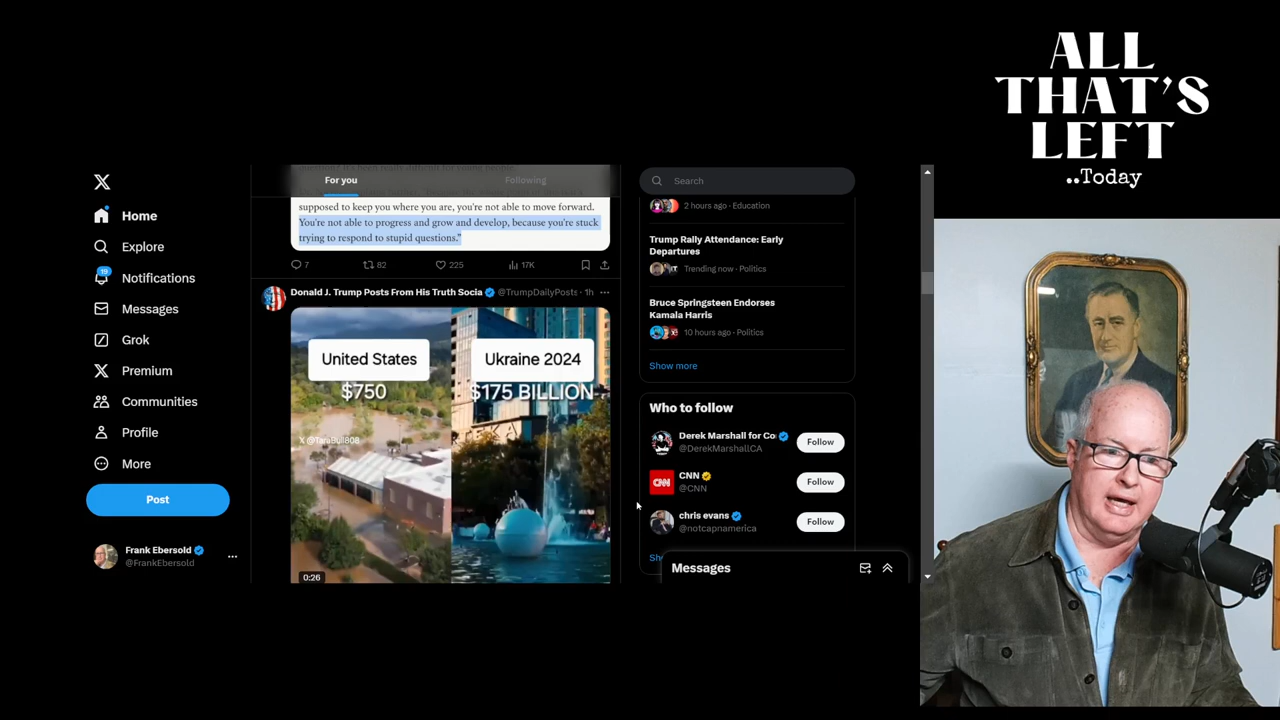 ALL
THAT'S
LEFT
..Today
X
Home
Explore
19
Notifications
Messages
Grok
Premium
Communities
Profile
More
Post
Frank Ebersold
@FrankEbersold
For you
Following
supposed to keep you where you are, you're not able to move forward.
You're not able to progress and grow and develop, because you're stuck
trying to respond to stupid questions."
7 82 225 17K
Donald J. Trump Posts From His Truth Socia @TrumpDailyPosts · 1h
United States
$750
Ukraine 2024
$175 BILLION
X @TaraBull808
0:26
Search
2 hours ago · Education
Trump Rally Attendance: Early
Departures
Trending now · Politics
Bruce Springsteen Endorses
Kamala Harris
10 hours ago · Politics
Show more
Who to follow
Derek Marshall for Co
@DerekMarshallCA
Follow
CNN
CNN
@CNN
Follow
chris evans
@notcapnamerica
Follow
Messages